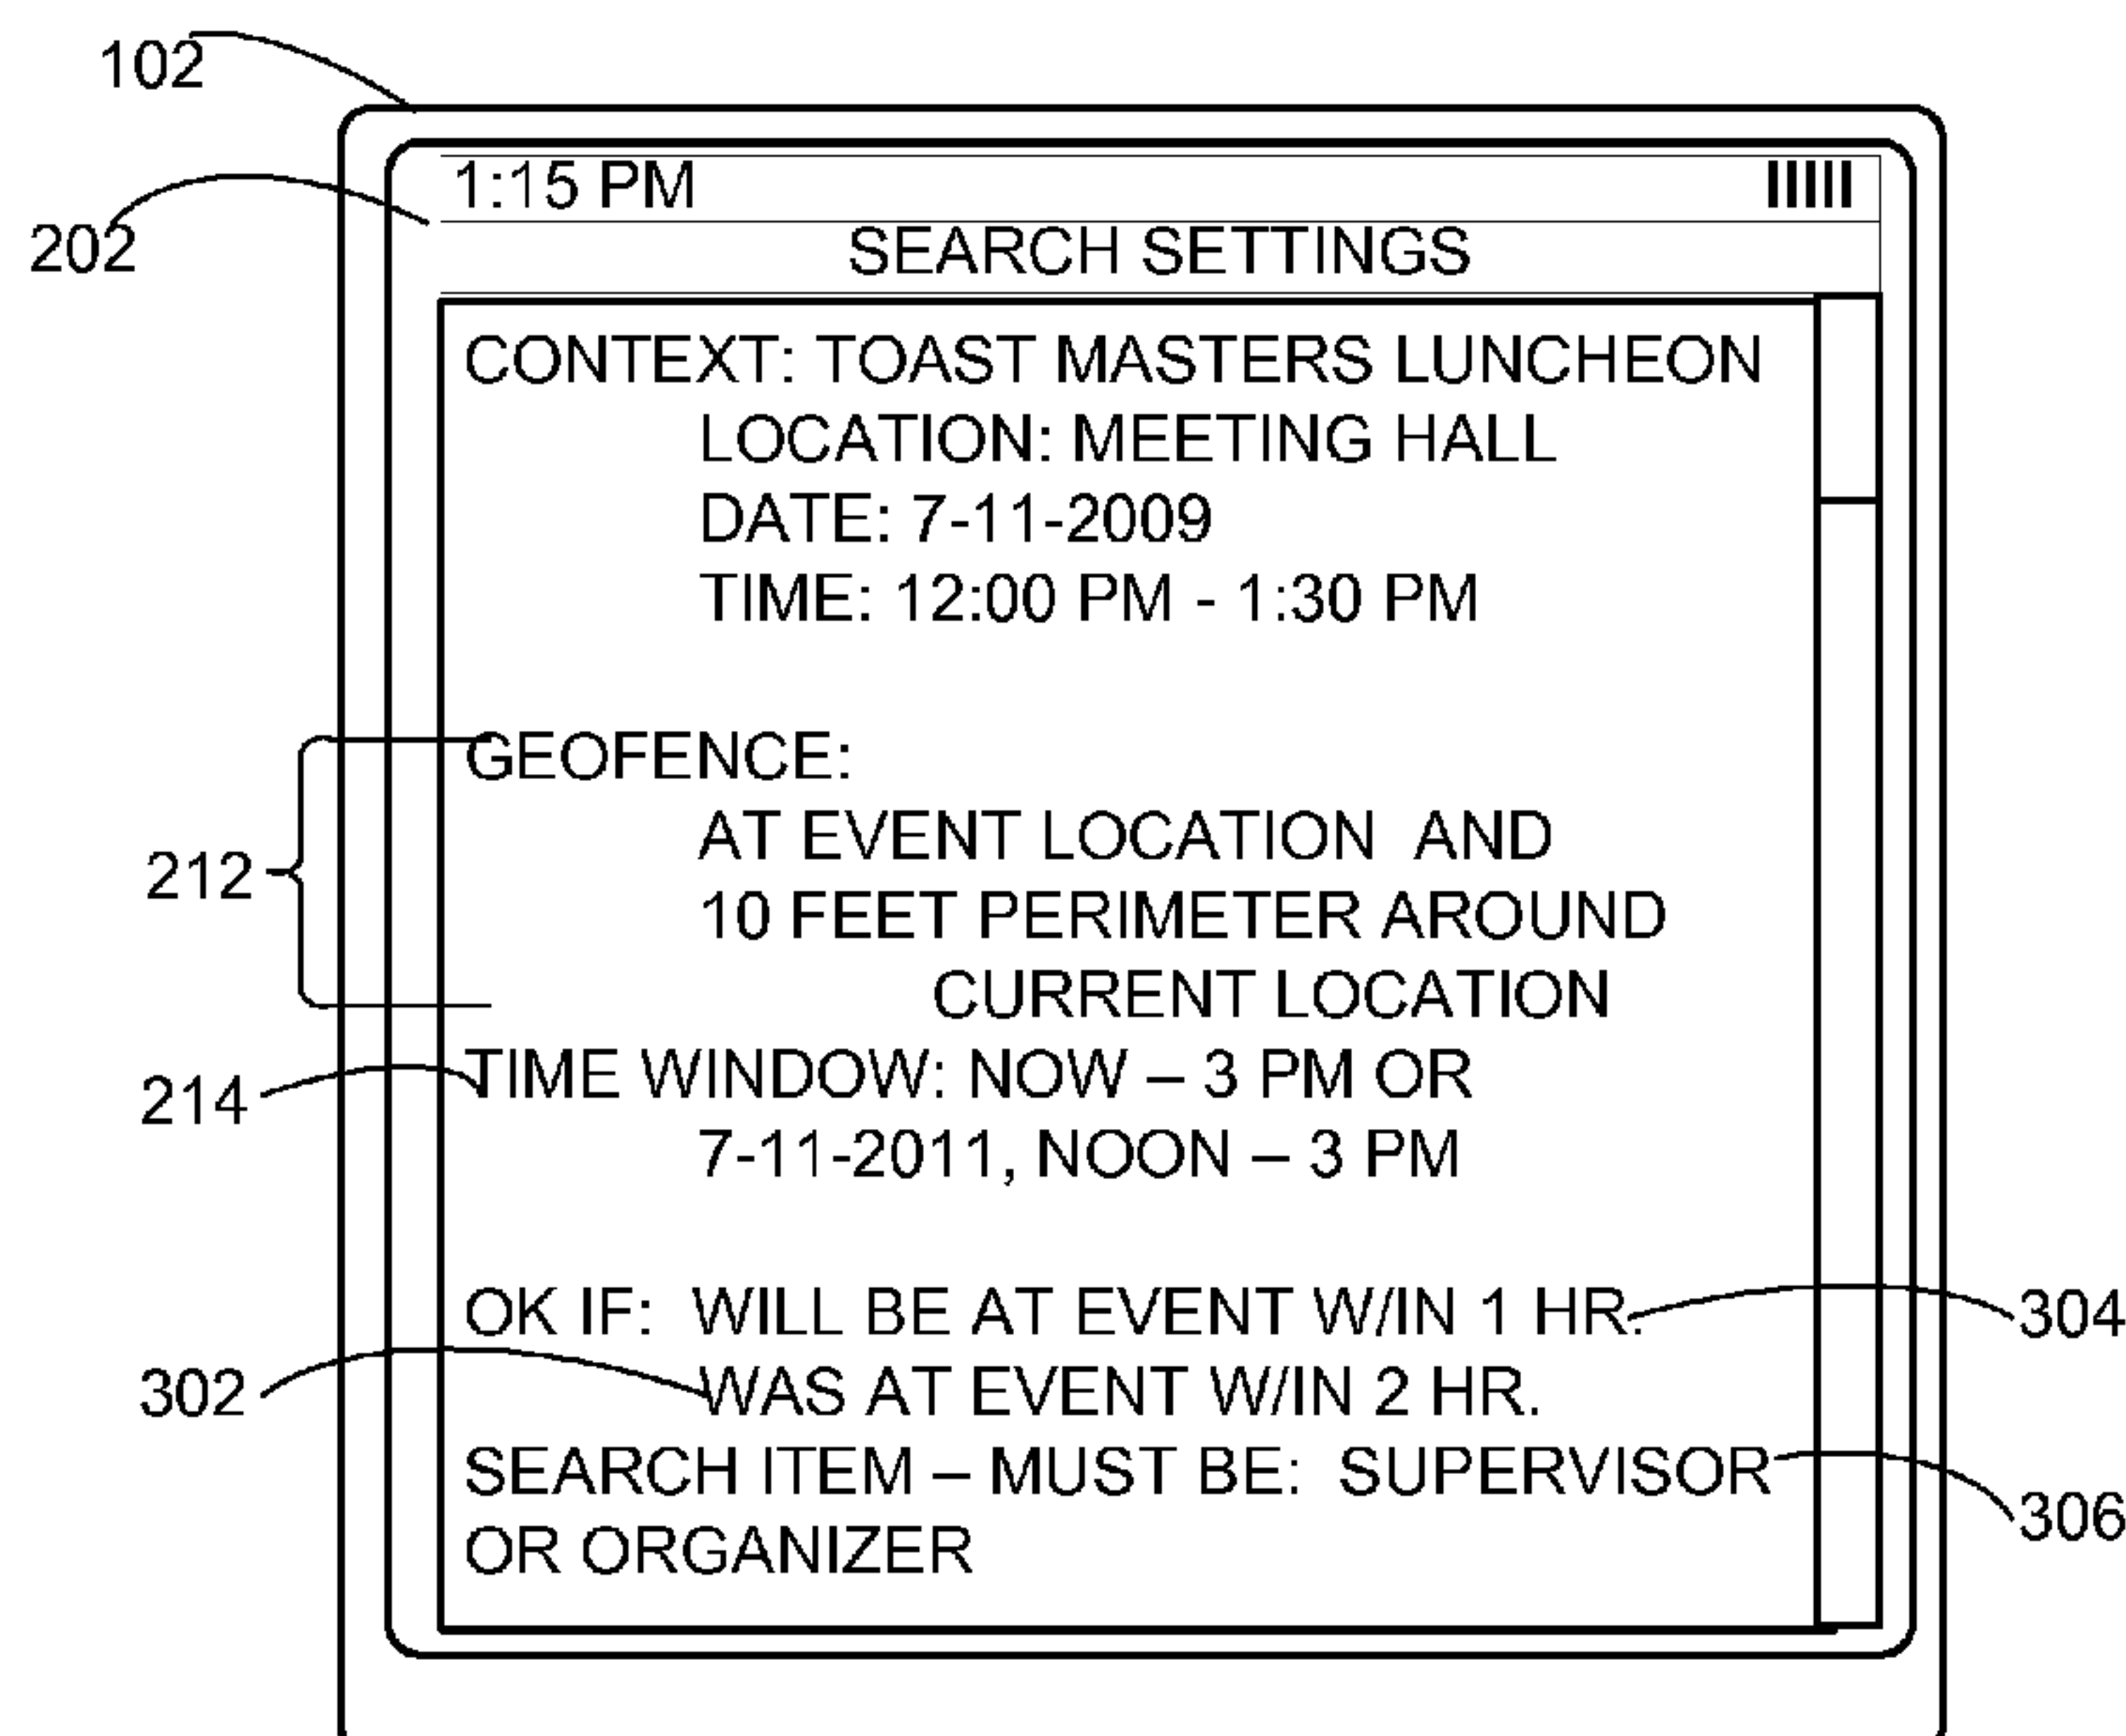 102
1:15 PM
202
SEARCH SETTINGS
CONTEXT: TOAST MASTERS LUNCHEON
LOCATION: MEETING HALL
DATE: 7-11-2009
TIME: 12:00 PM - 1:30 PM
GEOFENCE:
AT EVENT LOCATION AND
212
10 FEET PERIMETER AROUND
CURRENT LOCATION
214
TIME WINDOW: NOW – 3 PM OR
7-11-2011, NOON – 3 PM
OK IF: WILL BE AT EVENT W/IN 1 HR.
304
302
WAS AT EVENT W/IN 2 HR.
SEARCH ITEM – MUST BE: SUPERVISOR
306
OR ORGANIZER